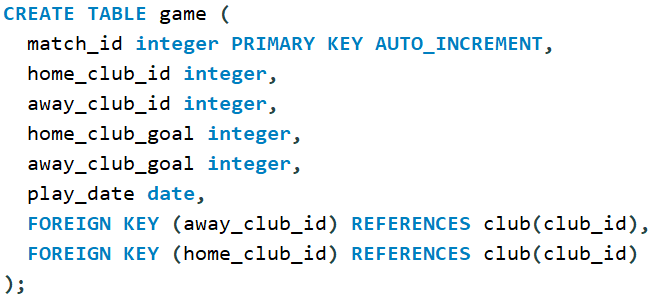 CREATE TABLE game (
  match_id integer PRIMARY KEY AUTO_INCREMENT,
  home_club_id integer,
  away_club_id integer,
  home_club_goal integer,
  away_club_goal integer,
  play_date date,
  FOREIGN KEY (away_club_id) REFERENCES club(club_id),
  FOREIGN KEY (home_club_id) REFERENCES club(club_id)
);